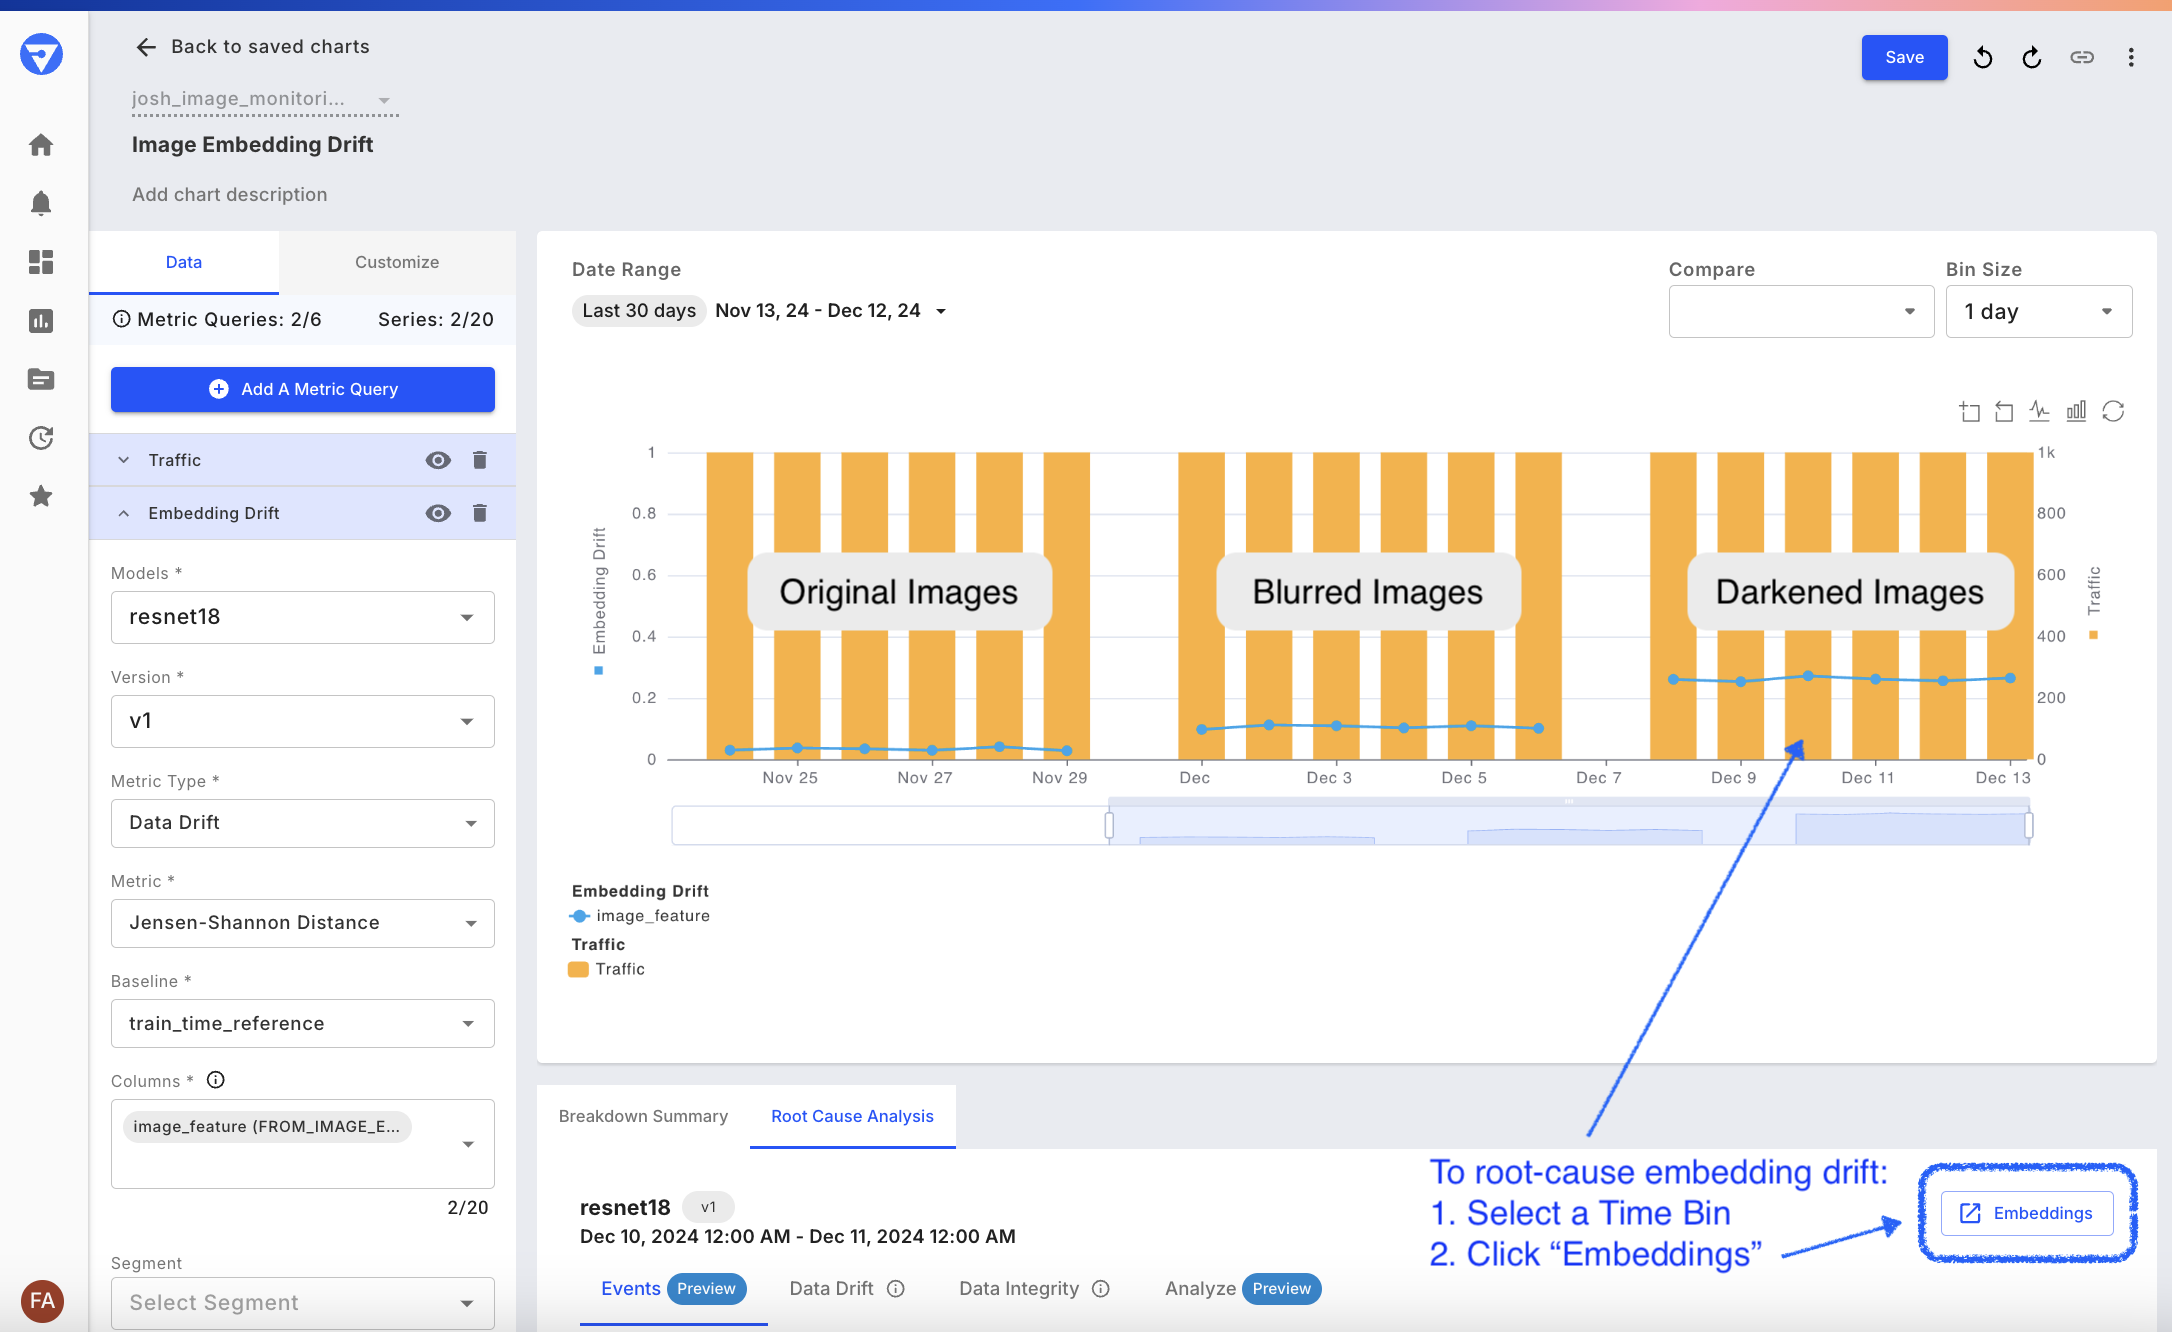 Back to saved charts
Save
josh_image_monitori...
Image Embedding Drift
Add chart description
Data
Customize
Metric Queries: 2/6
Series: 2/20
Add A Metric Query
Traffic
Embedding Drift
Models *
resnet18
Version *
v1
Metric Type *
Data Drift
Metric *
Jensen-Shannon Distance
Baseline *
train_time_reference
Columns *
image_feature (FROM_IMAGE_E...
2/20
Segment
Select Segment
FA
Date Range
Last 30 days
Nov 13, 24 - Dec 12, 24
Compare
Bin Size
1 day
1
0.8
0.6
0.4
0.2
0
Embedding Drift
1k
800
600
400
200
0
Traffic
Original Images
Blurred Images
Darkened Images
Nov 25
Nov 27
Nov 29
Dec
Dec 3
Dec 5
Dec 7
Dec 9
Dec 11
Dec 13
Embedding Drift
image_feature
Traffic
Traffic
Breakdown Summary
Root Cause Analysis
resnet18
v1
Dec 10, 2024 12:00 AM - Dec 11, 2024 12:00 AM
To root-cause embedding drift:
1. Select a Time Bin
2. Click “Embeddings”
Embeddings
Events
Preview
Data Drift
Data Integrity
Analyze
Preview